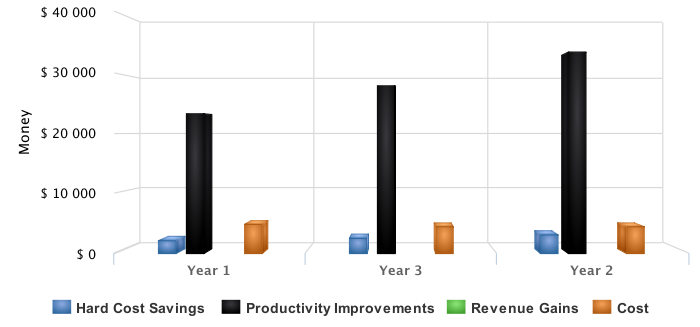 $ 40 000
$ 30 000
$ 20 000
$ 10 000
$ 0
Money
Year 1 Year 3 Year 2
Hard Cost Savings Productivity Improvements Revenue Gains Cost